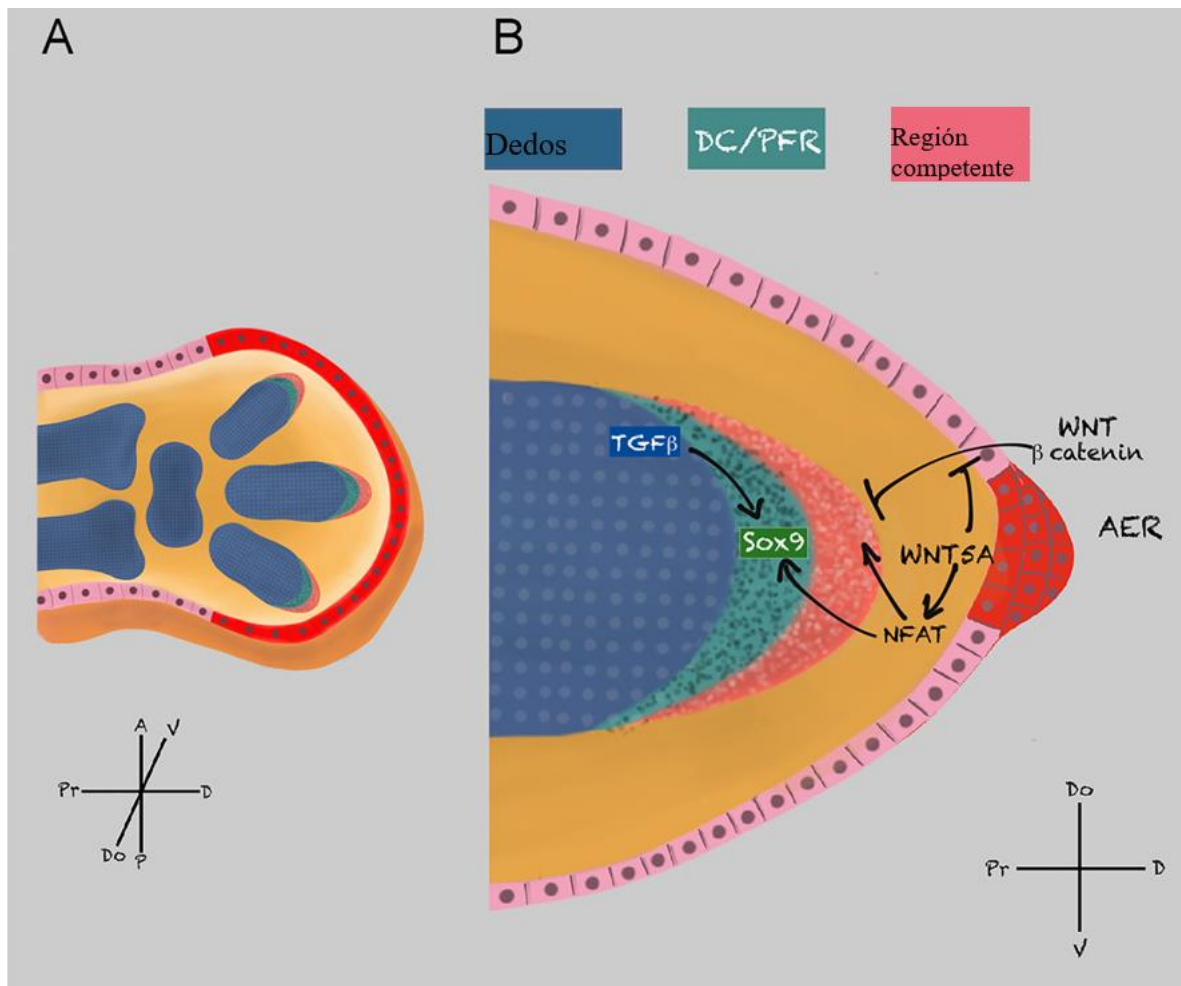 A
B
Dedos
DC/PFR
Región
competente
TGFβ
Sox9
WNT
β catenin
AER
WNT5A
NFAT
A
V
Pr
D
Do
P
Do
Pr
D
V